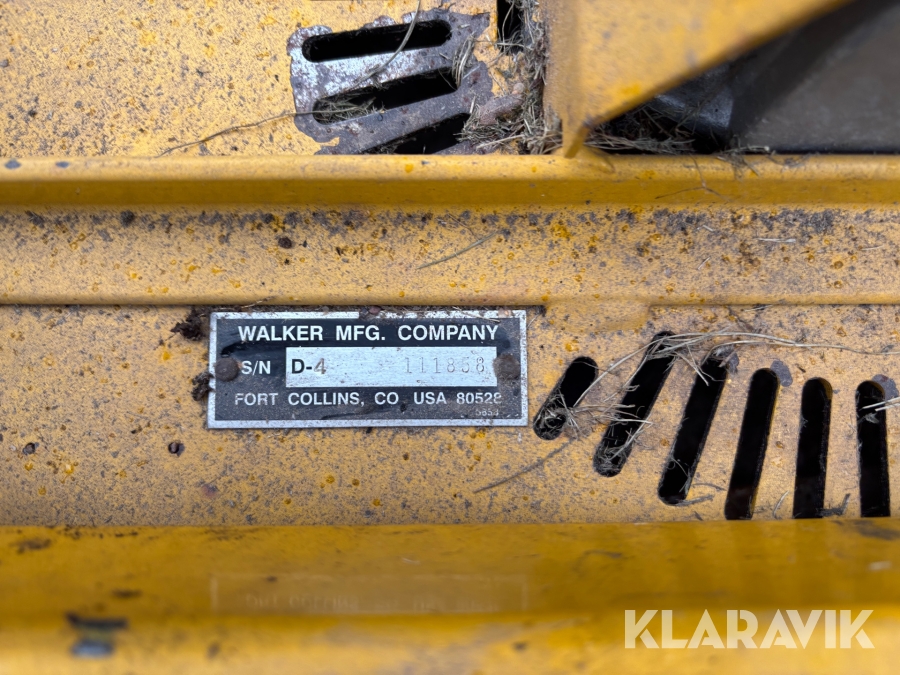 WALKER MFG. COMPANY
S/N D-4 111858
FORT COLLINS, CO USA 80528
KLARAVIK